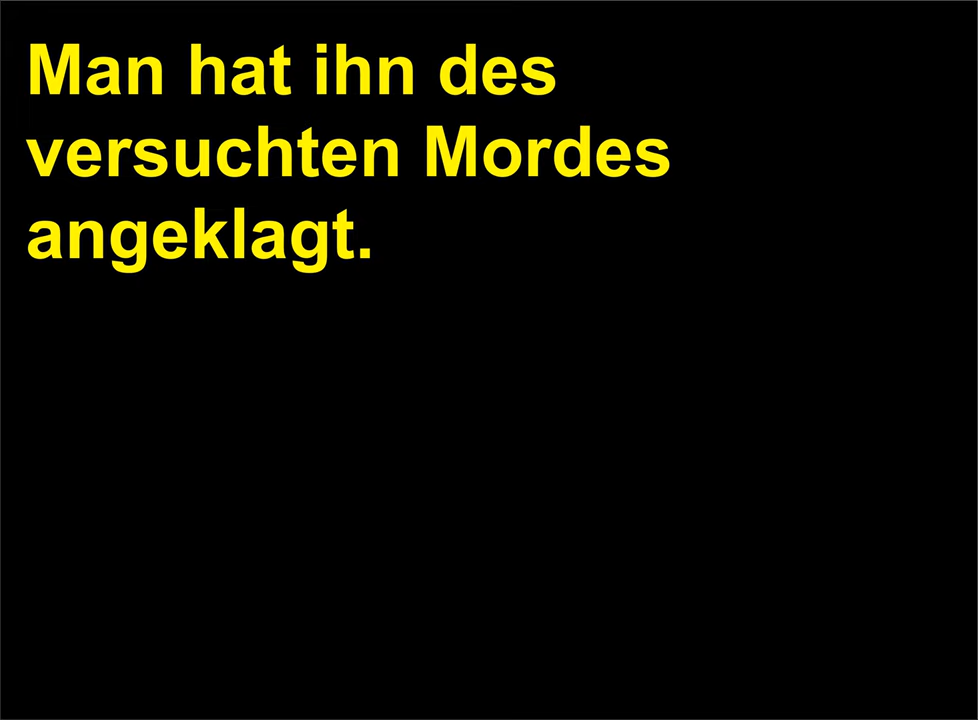 Man hat ihn des
versuchten Mordes
angeklagt.